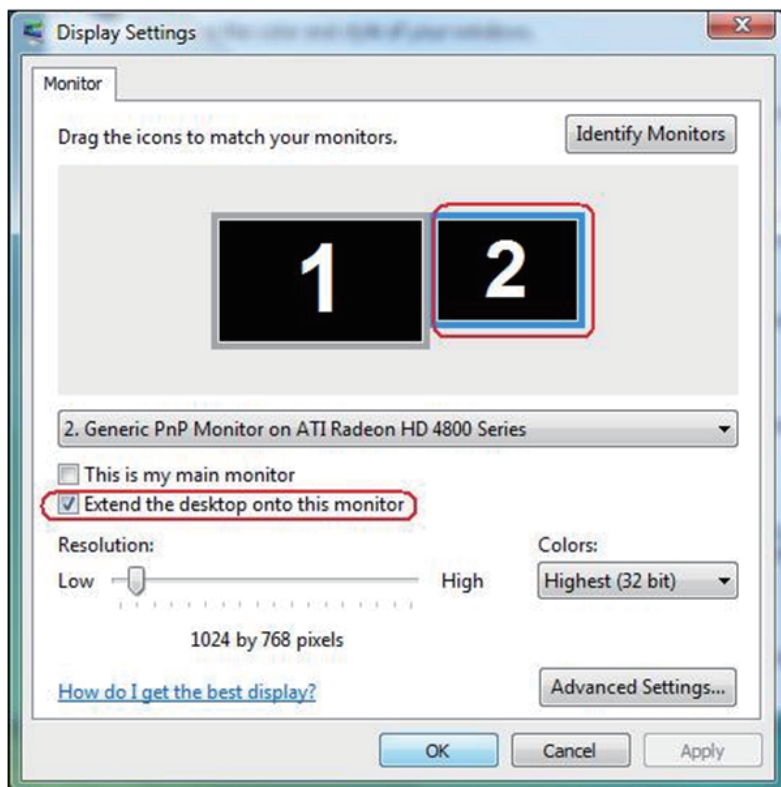 Display Settings
Monitor
Drag the icons to match your monitors.
Identify Monitors
1
2
2. Generic PnP Monitor on ATI Radeon HD 4800 Series
This is my main monitor
Extend the desktop onto this monitor
Resolution:
Colors:
Low
High
Highest (32 bit)
1024 by 768 pixels
How do I get the best display?
Advanced Settings...
OK
Cancel
Apply